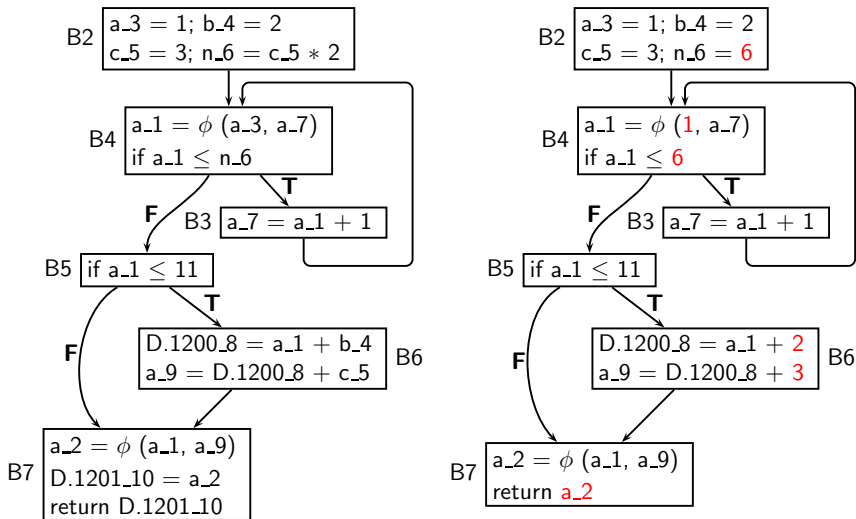 B2
a_3 = 1; b_4 = 2
c_5 = 3; n_6 = c_5 * 2
B4
a_1 = ϕ (a_3, a_7)
if a_1 ≤ n_6
F
T
B3
a_7 = a_1 + 1
B5
if a_1 ≤ 11
F
T
D.1200_8 = a_1 + b_4
a_9 = D.1200_8 + c_5
B6
B7
a_2 = ϕ (a_1, a_9)
D.1201_10 = a_2
return D.1201_10
B2
a_3 = 1; b_4 = 2
c_5 = 3; n_6 = 6
B4
a_1 = ϕ (1, a_7)
if a_1 ≤ 6
F
T
B3
a_7 = a_1 + 1
B5
if a_1 ≤ 11
F
T
D.1200_8 = a_1 + 2
a_9 = D.1200_8 + 3
B6
B7
a_2 = ϕ (a_1, a_9)
return a_2